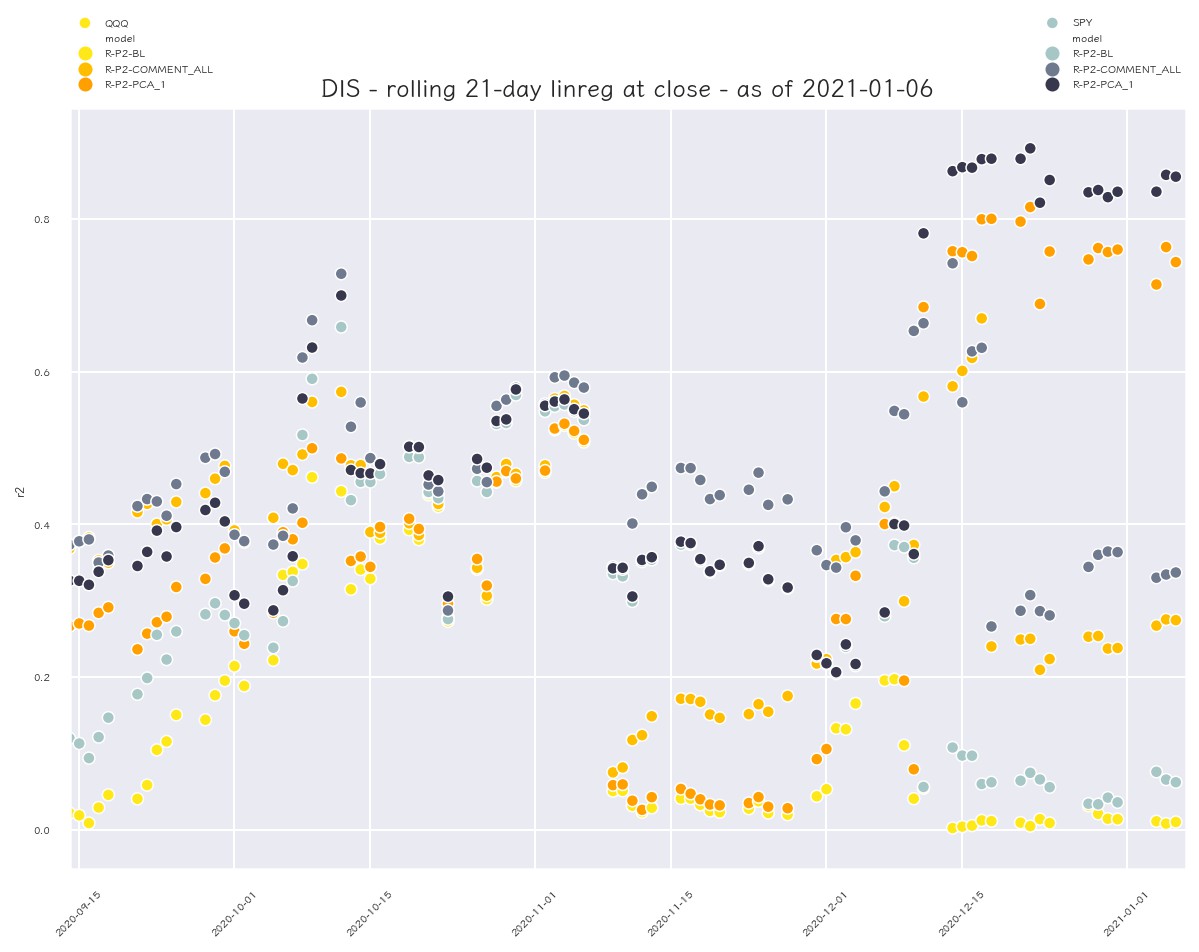 QQQ
model
R-P2-BL
R-P2-COMMENT_ALL
R-P2-PCA_1
SPY
model
R-P2-BL
R-P2-COMMENT_ALL
R-P2-PCA_1
DIS - rolling 21-day linreg at close - as of 2021-01-06
r2
0.8
0.6
0.4
0.2
0.0
2020-09-15
2020-10-01
2020-10-15
2020-11-01
2020-11-15
2020-12-01
2020-12-15
2021-01-01